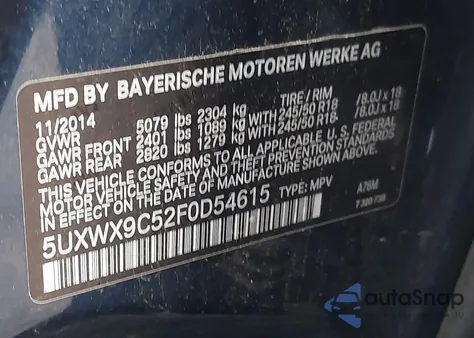 MFD BY BAYERISCHE MOTOREN WERKE AG
11/2014 TIRE / RIM
GVWR 5079 lbs 2304 kg
GAWR FRONT 2401 lbs 1089 kg WITH 245/50 R18 /8.0J x 18
GAWR REAR 2820 lbs 1279 kg WITH 245/50 R18 /8.0J x 18
THIS VEHICLE CONFORMS TO ALL APPLICABLE U. S. FEDERAL
MOTOR VEHICLE SAFETY AND THEFT PREVENTION STANDARDS
IN EFFECT ON THE DATE OF MANUFACTURE SHOWN ABOVE.
5UXWX9C52F0D54615 TYPE: MPV A76M
autoSnap